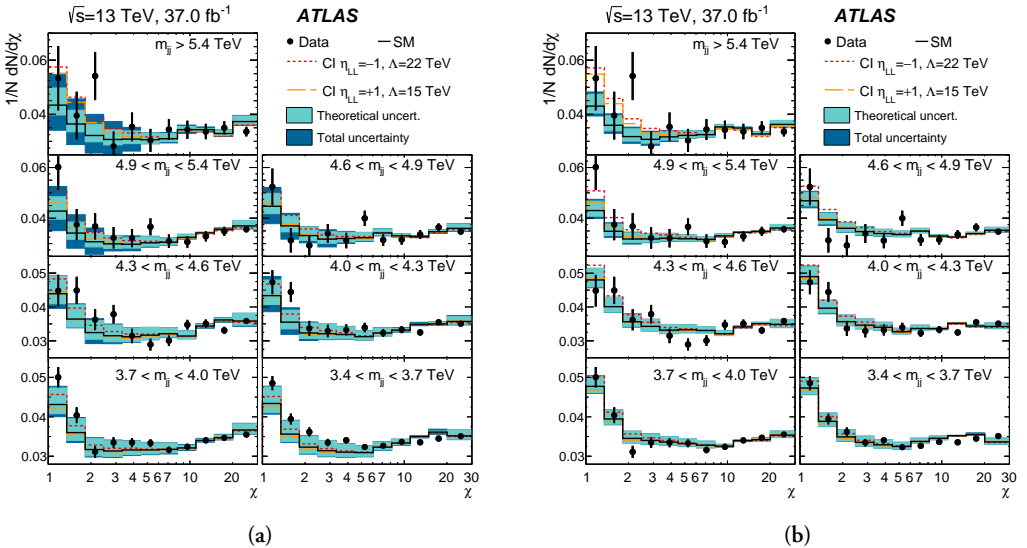 √s=13 TeV, 37.0 fb⁻¹ ATLAS
1/N dN/dχ
m_jj > 5.4 TeV
Data SM
CI η_LL=−1, Λ=22 TeV
CI η_LL=+1, Λ=15 TeV
Theoretical uncert.
Total uncertainty
0.06
0.04
4.9 < m_jj < 5.4 TeV
4.6 < m_jj < 4.9 TeV
0.06
0.04
4.3 < m_jj < 4.6 TeV
4.0 < m_jj < 4.3 TeV
0.05
0.04
0.03
3.7 < m_jj < 4.0 TeV
3.4 < m_jj < 3.7 TeV
0.05
0.04
0.03
1 2 3 4 5 6 7 10 20 1 2 3 4 5 6 7 10 20 30
χ χ
(a)
√s=13 TeV, 37.0 fb⁻¹ ATLAS
1/N dN/dχ
m_jj > 5.4 TeV
Data SM
CI η_LL=−1, Λ=22 TeV
CI η_LL=+1, Λ=15 TeV
Theoretical uncert.
Total uncertainty
0.06
0.04
4.9 < m_jj < 5.4 TeV
4.6 < m_jj < 4.9 TeV
0.06
0.04
4.3 < m_jj < 4.6 TeV
4.0 < m_jj < 4.3 TeV
0.05
0.04
0.03
3.7 < m_jj < 4.0 TeV
3.4 < m_jj < 3.7 TeV
0.05
0.04
0.03
1 2 3 4 5 6 7 10 20 1 2 3 4 5 6 7 10 20 30
χ χ
(b)